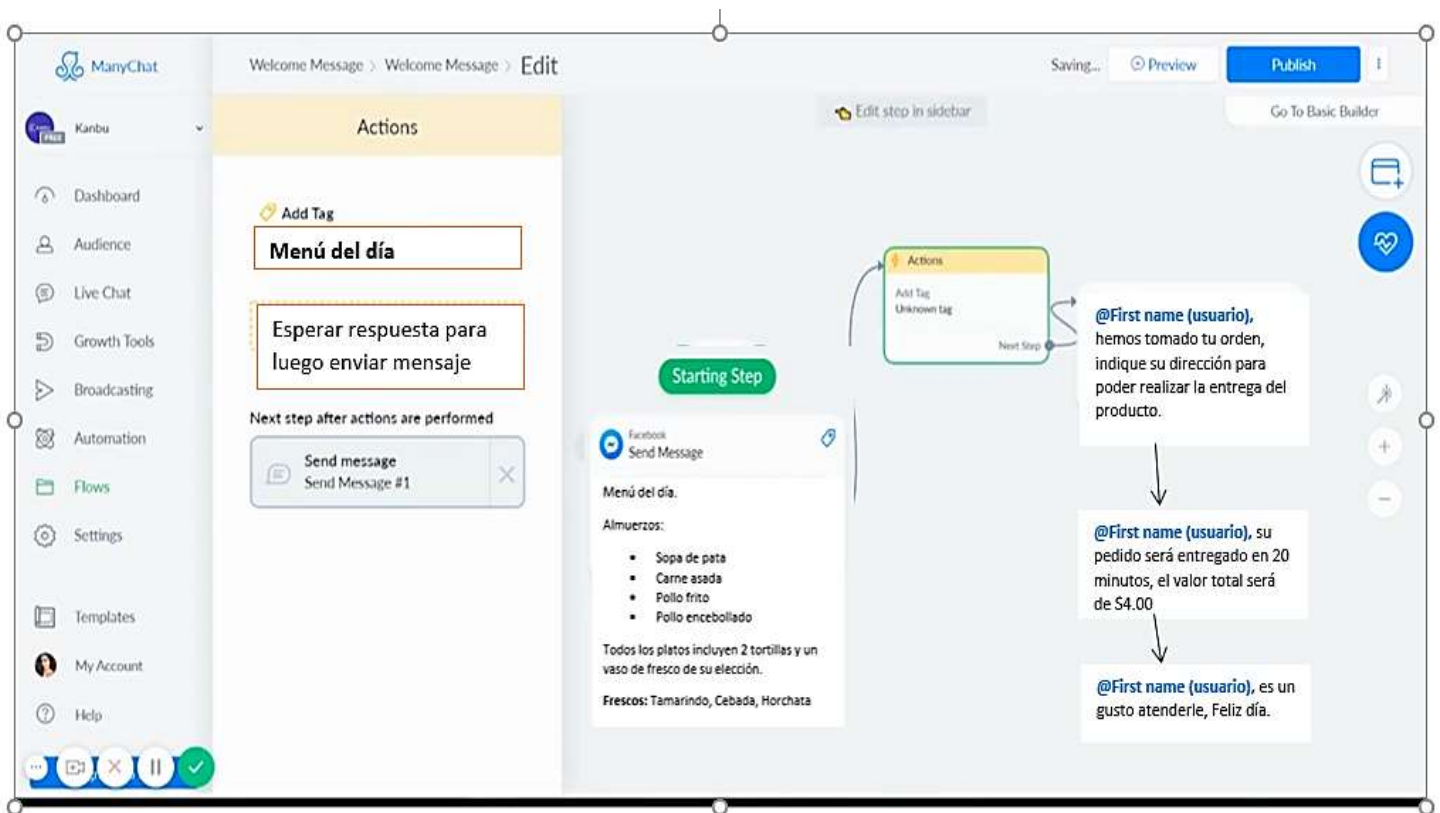 ManyChat
Welcome Message > Welcome Message > Edit
Saving...
Preview
Publish
Kanbu
FREE
Actions
Edit step in sidebar
Go To Basic Builder
Dashboard
Audience
Live Chat
Growth Tools
Broadcasting
Automation
Flows
Settings
Templates
My Account
Help
Add Tag
Menú del día
Esperar respuesta para
luego enviar mensaje
Next step after actions are performed
Send message
Send Message #1
Starting Step
Facebook
Send Message
Menú del día.
Almuerzos:
▪ Sopa de pata
▪ Carne asada
▪ Pollo frito
▪ Pollo encebollado
Todos los platos incluyen 2 tortillas y un
vaso de fresco de su elección.
Frescos: Tamarindo, Cebada, Horchata
Actions
Add Tag
Unknown tag
Next Step
@First name (usuario),
hemos tomado tu orden,
indique su dirección para
poder realizar la entrega del
producto.
@First name (usuario), su
pedido será entregado en 20
minutos, el valor total será
de $4.00
@First name (usuario), es un
gusto atenderle, Feliz día.